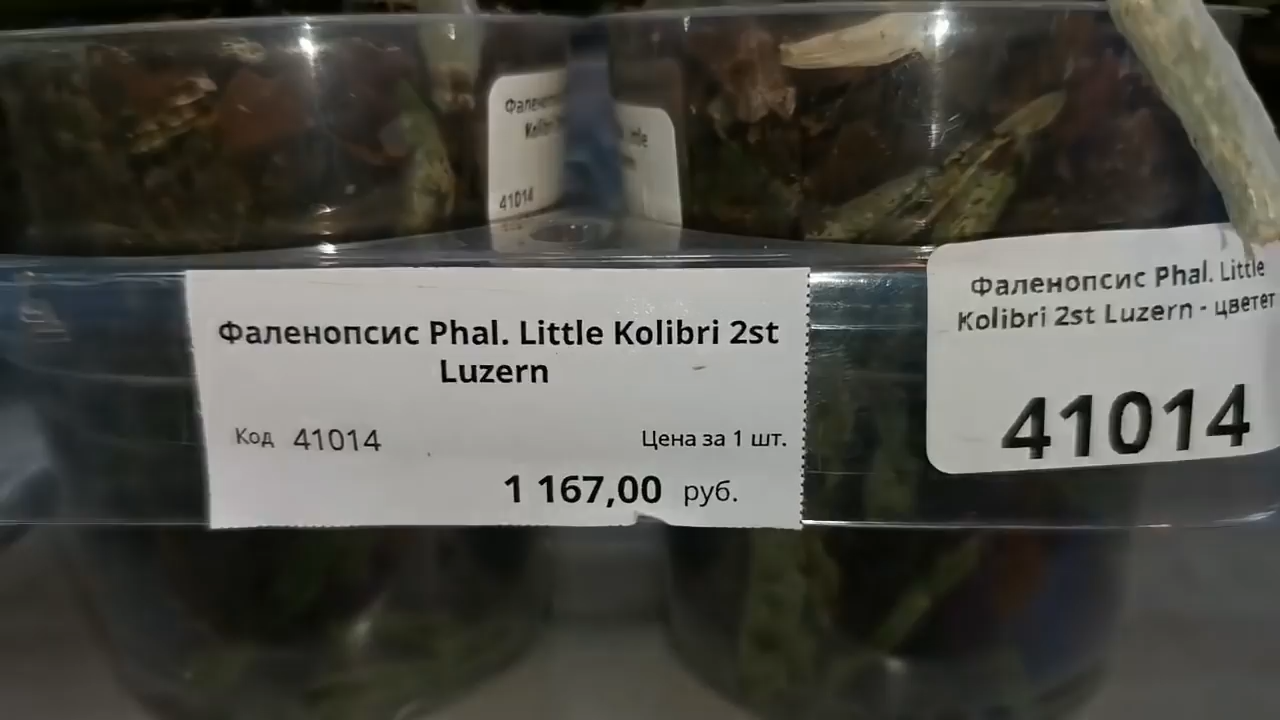 Kolibri
41014
Фаленопсис Phal. Little Kolibri 2st
Luzern
Код 41014
Цена за 1 шт.
1 167,00 руб.
Фаленопсис Phal. Little
Kolibri 2st Luzern - цветет
41014